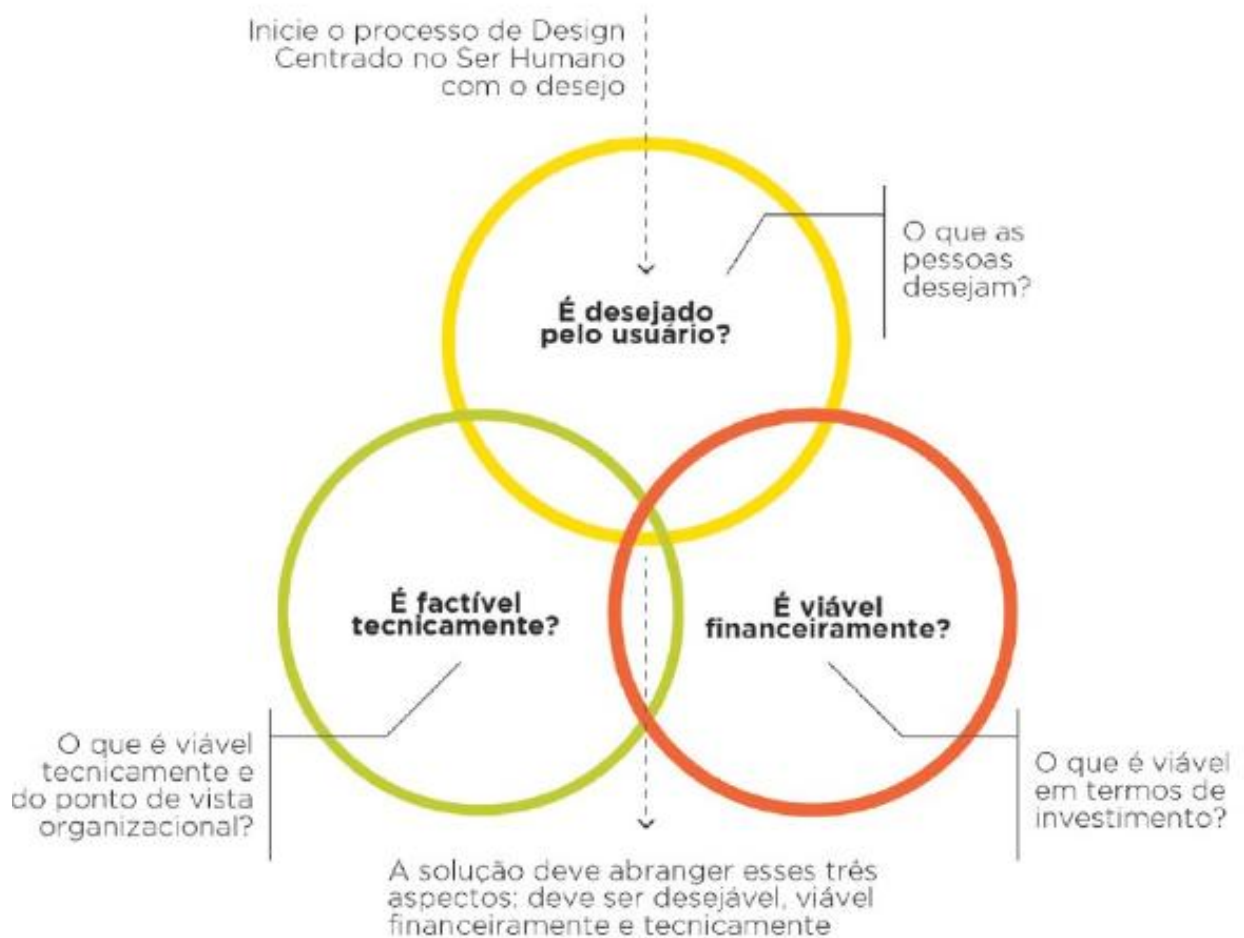 Inicie o processo de Design
Centrado no Ser Humano
com o desejo
O que as
pessoas
desejam?
É desejado
pelo usuário?
É factível
tecnicamente?
É viável
financeiramente?
O que é viável
tecnicamente e
do ponto de vista
organizacional?
O que é viável
em termos de
investimento?
A solução deve abranger esses três
aspectos: deve ser desejável, viável
financeiramente e tecnicamente